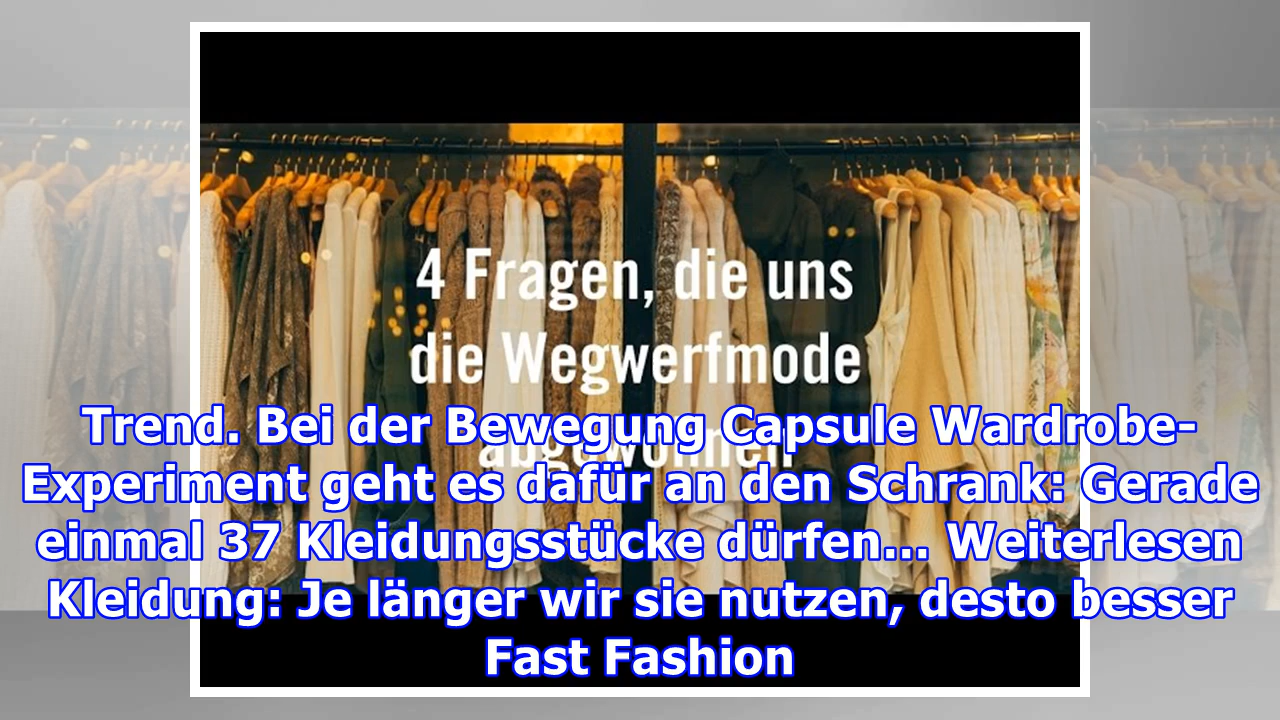 4 Fragen, die uns
die Wegwerfmode
abgewöhnen
Trend. Bei der Bewegung Capsule Wardrobe-
Experiment geht es dafür an den Schrank: Gerade
einmal 37 Kleidungsstücke dürfen... Weiterlesen
Kleidung: Je länger wir sie nutzen, desto besser
Fast Fashion